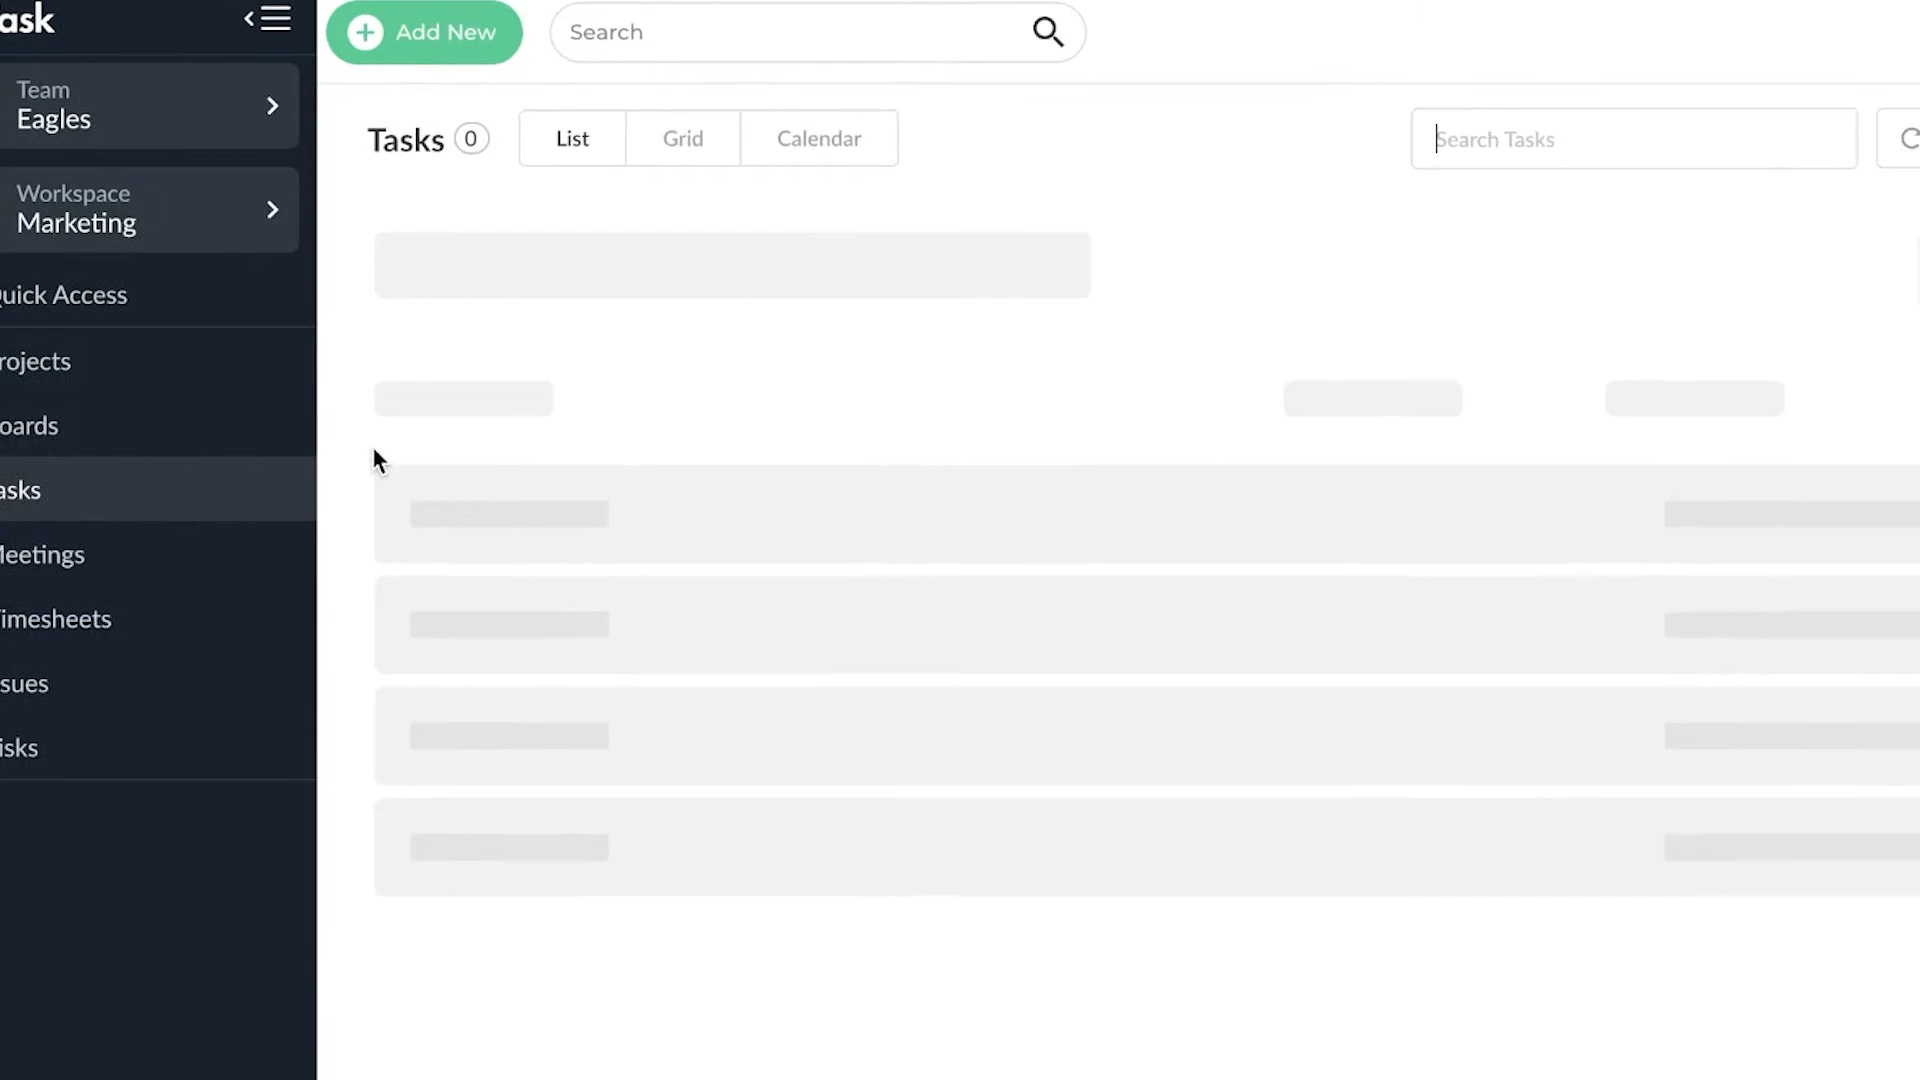 ask
Add New
Search
Team
Eagles
Tasks 0
List
Grid
Calendar
Search Tasks
Workspace
Marketing
uick Access
rojects
oards
asks
eetings
imesheets
sues
isks